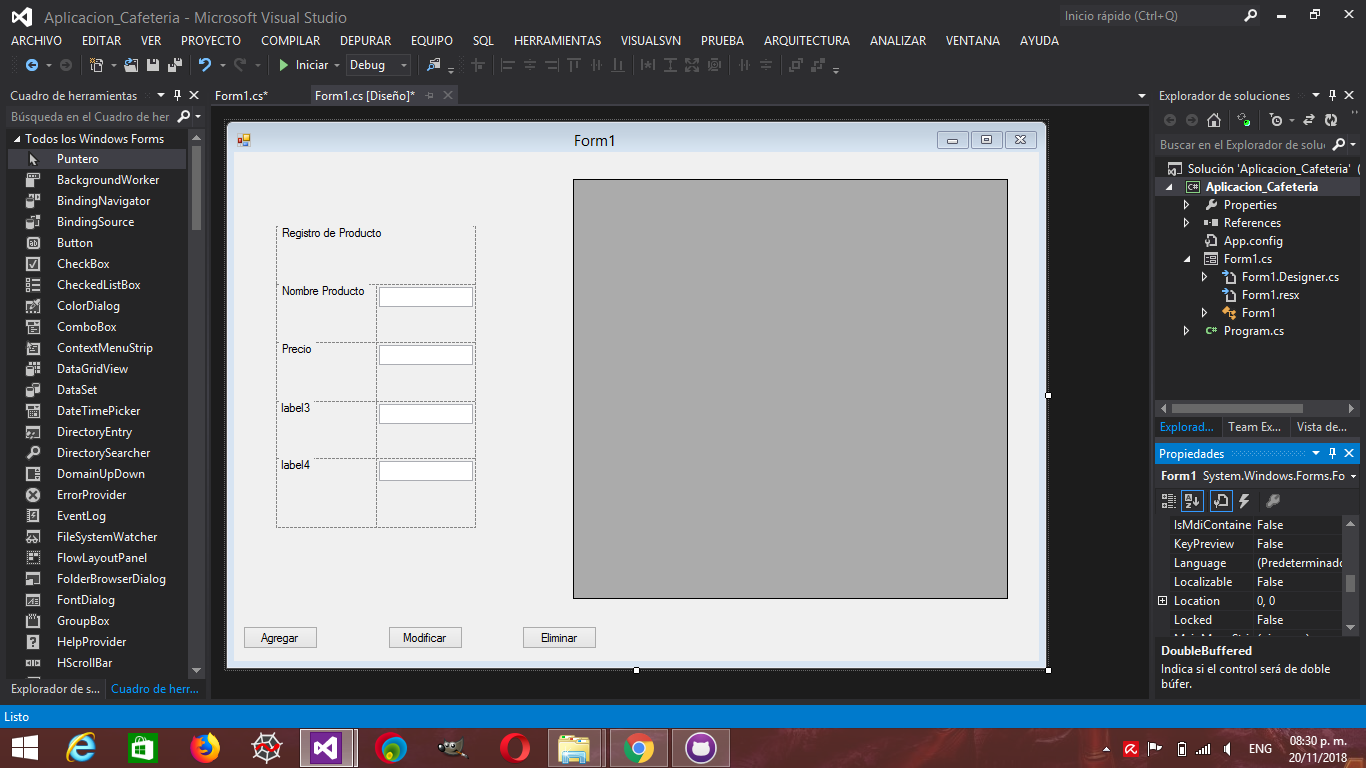 Aplicacion_Cafeteria - Microsoft Visual Studio
Inicio rápido (Ctrl+Q)
ARCHIVO EDITAR VER PROYECTO COMPILAR DEPURAR EQUIPO SQL HERRAMIENTAS VISUALSVN PRUEBA ARQUITECTURA ANALIZAR VENTANA AYUDA
Iniciar Debug
Cuadro de herramientas
Búsqueda en el Cuadro de her
Todos los Windows Forms
Puntero
BackgroundWorker
BindingNavigator
BindingSource
Button
CheckBox
CheckedListBox
ColorDialog
ComboBox
ContextMenuStrip
DataGridView
DataSet
DateTimePicker
DirectoryEntry
DirectorySearcher
DomainUpDown
ErrorProvider
EventLog
FileSystemWatcher
FlowLayoutPanel
FolderBrowserDialog
FontDialog
GroupBox
HelpProvider
HScrollBar
Explorador de s... Cuadro de herr...
Form1.cs* Form1.cs [Diseño]*
Form1
Registro de Producto
Nombre Producto
Precio
label3
label4
Agregar Modificar Eliminar
Explorador de soluciones
Buscar en el Explorador de soluc
Solución 'Aplicacion_Cafeteria' (
Aplicacion_Cafeteria
Properties
References
App.config
Form1.cs
Form1.Designer.cs
Form1.resx
Form1
Program.cs
Explorad... Team Ex... Vista de...
Propiedades
Form1 System.Windows.Forms.Fo
IsMdiContaine False
KeyPreview False
Language (Predeterminado
Localizable False
Location 0, 0
Locked False
DoubleBuffered
Indica si el control será de doble
búfer.
Listo
ENG
08:30 p. m.
20/11/2018